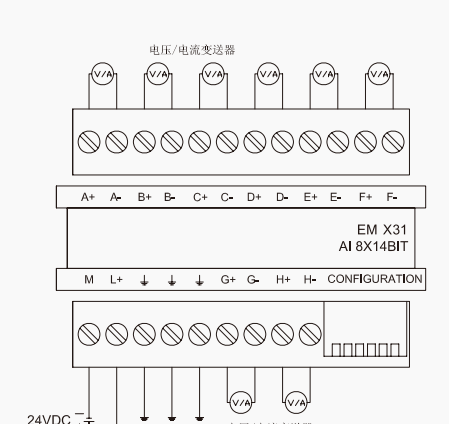 电压/电流变送器
V/A V/A V/A V/A V/A V/A
A+ A- B+ B- C+ C- D+ D- E+ E- F+ F-
EM X31
AI 8X14BIT
M L+ G+ G- H+ H- CONFIGURATION
V/A V/A
24VDC